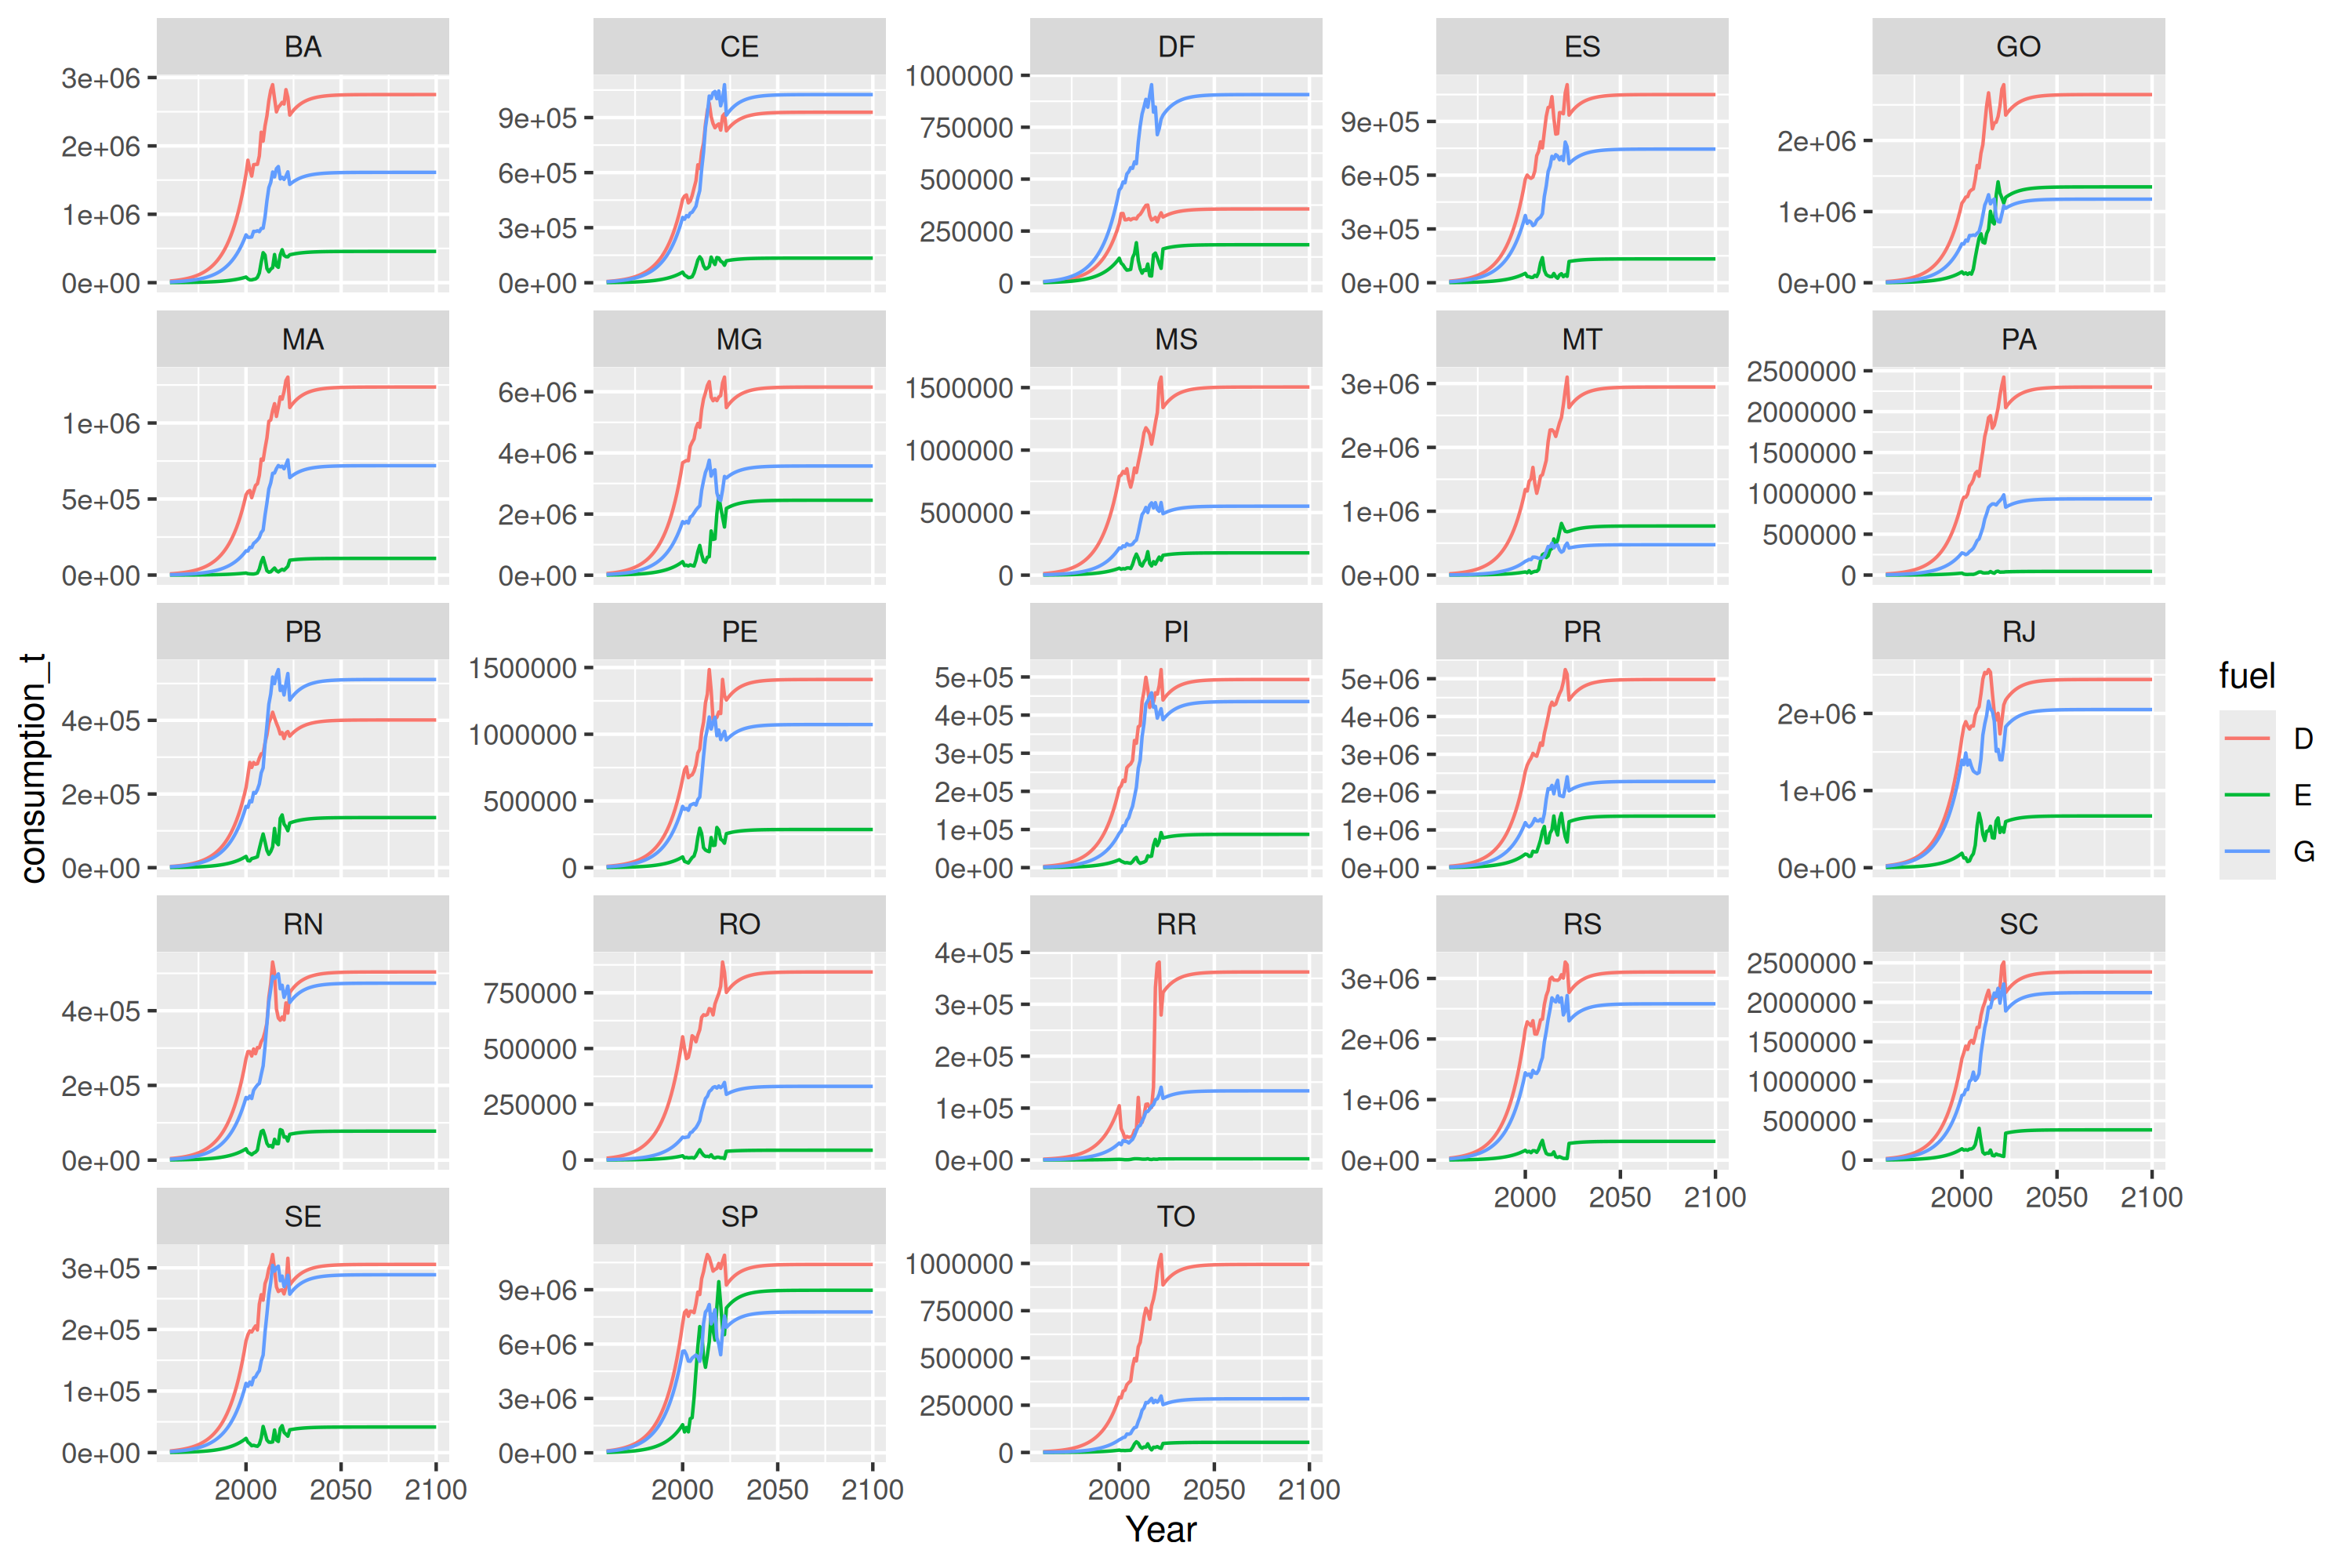 BA CE DF ES GO
3e+06
2e+06
1e+06
0e+00
9e+05
6e+05
3e+05
0e+00
1000000
750000
500000
250000
0
9e+05
6e+05
3e+05
0e+00
2e+06
1e+06
0e+00
MA MG MS MT PA
1e+06
5e+05
0e+00
6e+06
4e+06
2e+06
0e+00
1500000
1000000
500000
0
3e+06
2e+06
1e+06
0e+00
2500000
2000000
1500000
1000000
500000
0
PB PE PI PR RJ
4e+05
2e+05
0e+00
1500000
1000000
500000
0
5e+05
4e+05
3e+05
2e+05
1e+05
0e+00
5e+06
4e+06
3e+06
2e+06
1e+06
0e+00
2e+06
1e+06
0e+00
RN RO RR RS SC
4e+05
2e+05
0e+00
750000
500000
250000
0
4e+05
3e+05
2e+05
1e+05
0e+00
3e+06
2e+06
1e+06
0e+00
2500000
2000000
1500000
1000000
500000
0
2000 2050 2100
2000 2050 2100
SE SP TO
3e+05
2e+05
1e+05
0e+00
9e+06
6e+06
3e+06
0e+00
1000000
750000
500000
250000
0
2000 2050 2100
2000 2050 2100
2000 2050 2100
Year
consumption_t
fuel
D
E
G